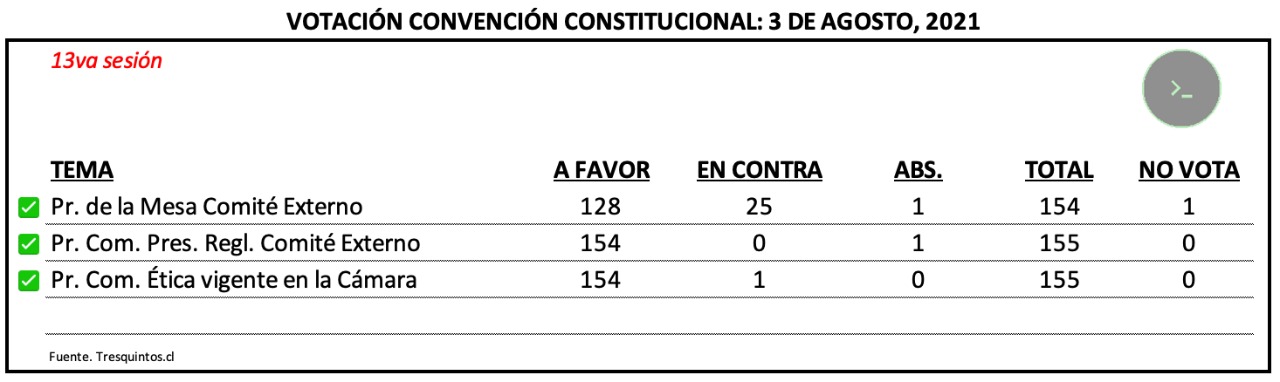 VOTACIÓN CONVENCIÓN CONSTITUCIONAL: 3 DE AGOSTO, 2021
13va sesión
>_
TEMA A FAVOR EN CONTRA ABS. TOTAL NO VOTA
Pr. de la Mesa Comité Externo 128 25 1 154 1
Pr. Com. Pres. Regl. Comité Externo 154 0 1 155 0
Pr. Com. Ética vigente en la Cámara 154 1 0 155 0
Fuente. Tresquintos.cl